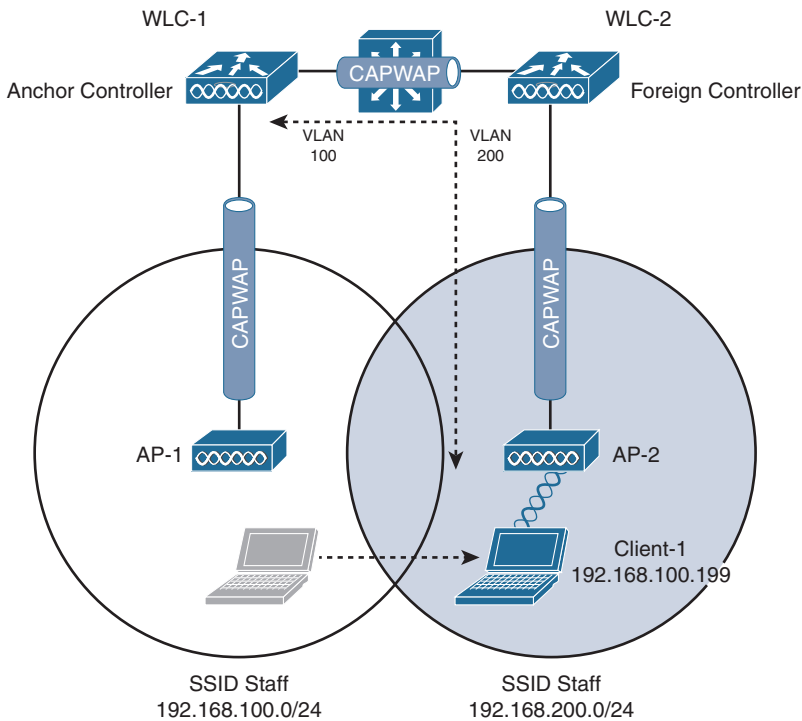 WLC-1
WLC-2
Anchor Controller
CAPWAP
Foreign Controller
VLAN
100
VLAN
200
CAPWAP
CAPWAP
AP-1
AP-2
Client-1
192.168.100.199
SSID Staff
192.168.100.0/24
SSID Staff
192.168.200.0/24